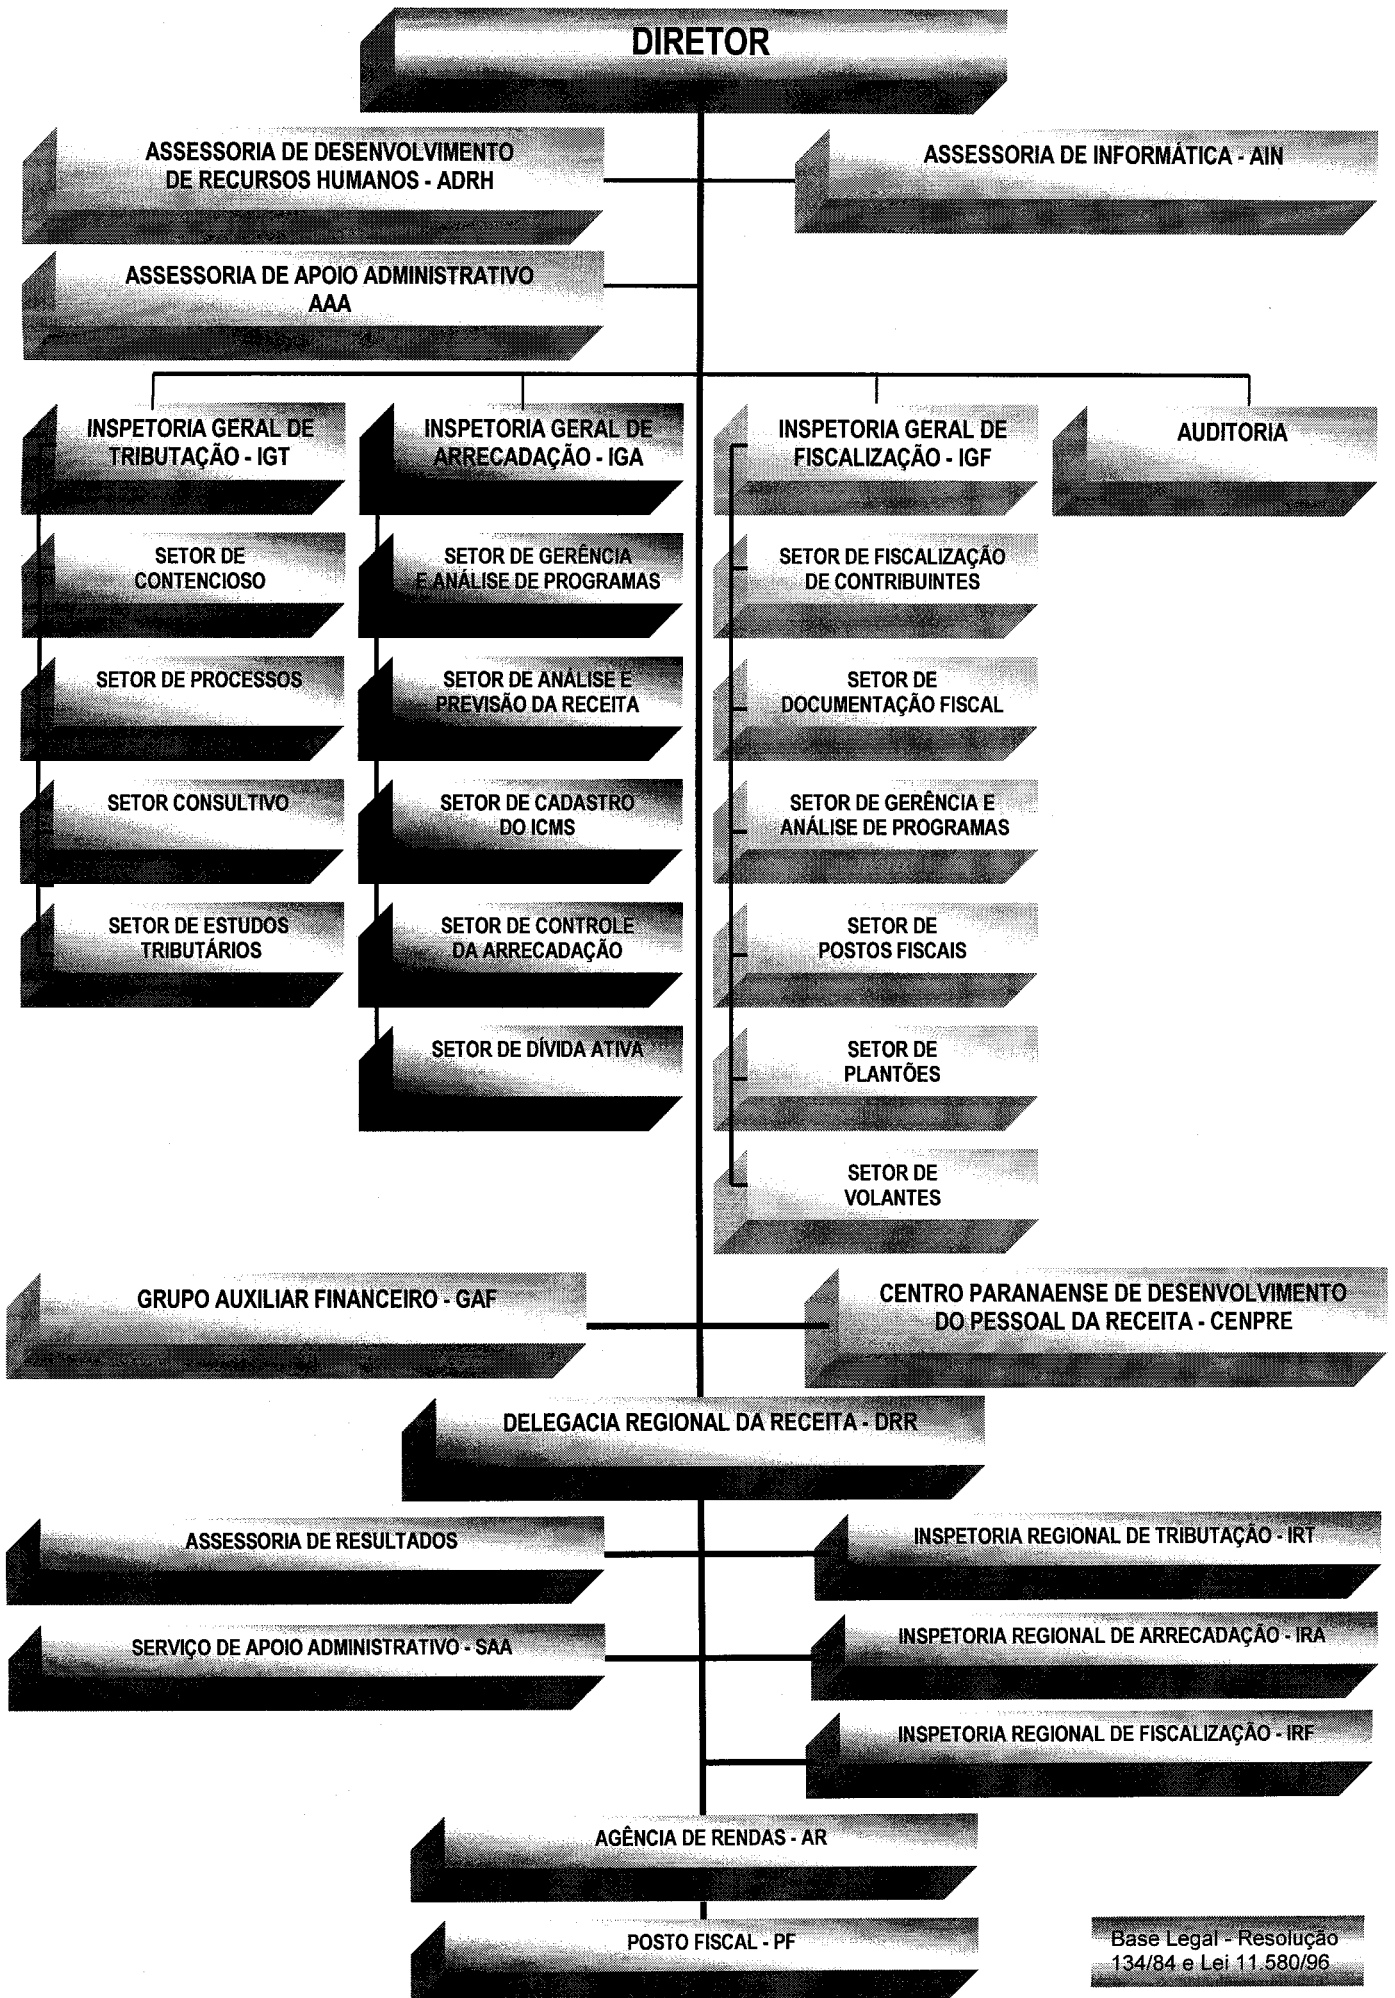 DIRETOR
ASSESSORIA DE DESENVOLVIMENTO
DE RECURSOS HUMANOS - ADRH
ASSESSORIA DE INFORMÁTICA - AIN
ASSESSORIA DE APOIO ADMINISTRATIVO
AAA
INSPETORIA GERAL DE
TRIBUTAÇÃO - IGT
INSPETORIA GERAL DE
ARRECADAÇÃO - IGA
INSPETORIA GERAL DE
FISCALIZAÇÃO - IGF
AUDITORIA
SETOR DE
CONTENCIOSO
SETOR DE GERÊNCIA
E ANÁLISE DE PROGRAMAS
SETOR DE FISCALIZAÇÃO
DE CONTRIBUINTES
SETOR DE PROCESSOS
SETOR DE ANÁLISE E
PREVISÃO DA RECEITA
SETOR DE
DOCUMENTAÇÃO FISCAL
SETOR CONSULTIVO
SETOR DE CADASTRO
DO ICMS
SETOR DE GERÊNCIA E
ANÁLISE DE PROGRAMAS
SETOR DE ESTUDOS
TRIBUTÁRIOS
SETOR DE CONTROLE
DA ARRECADAÇÃO
SETOR DE
POSTOS FISCAIS
SETOR DE DÍVIDA ATIVA
SETOR DE
PLANTÕES
SETOR DE
VOLANTES
GRUPO AUXILIAR FINANCEIRO - GAF
CENTRO PARANAENSE DE DESENVOLVIMENTO
DO PESSOAL DA RECEITA - CENPRE
DELEGACIA REGIONAL DA RECEITA - DRR
ASSESSORIA DE RESULTADOS
INSPETORIA REGIONAL DE TRIBUTAÇÃO - IRT
SERVIÇO DE APOIO ADMINISTRATIVO - SAA
INSPETORIA REGIONAL DE ARRECADAÇÃO - IRA
INSPETORIA REGIONAL DE FISCALIZAÇÃO - IRF
AGÊNCIA DE RENDAS - AR
POSTO FISCAL - PF
Base Legal - Resolução
134/84 e Lei 11.580/96